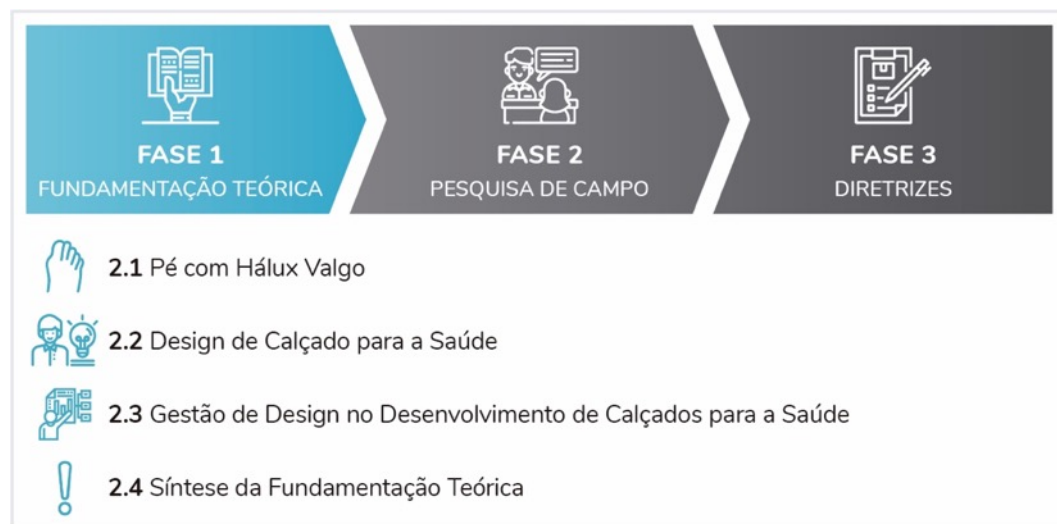 FASE 1
FUNDAMENTAÇÃO TEÓRICA
FASE 2
PESQUISA DE CAMPO
FASE 3
DIRETRIZES
2.1 Pé com Hálux Valgo
2.2 Design de Calçado para a Saúde
2.3 Gestão de Design no Desenvolvimento de Calçados para a Saúde
2.4 Síntese da Fundamentação Teórica